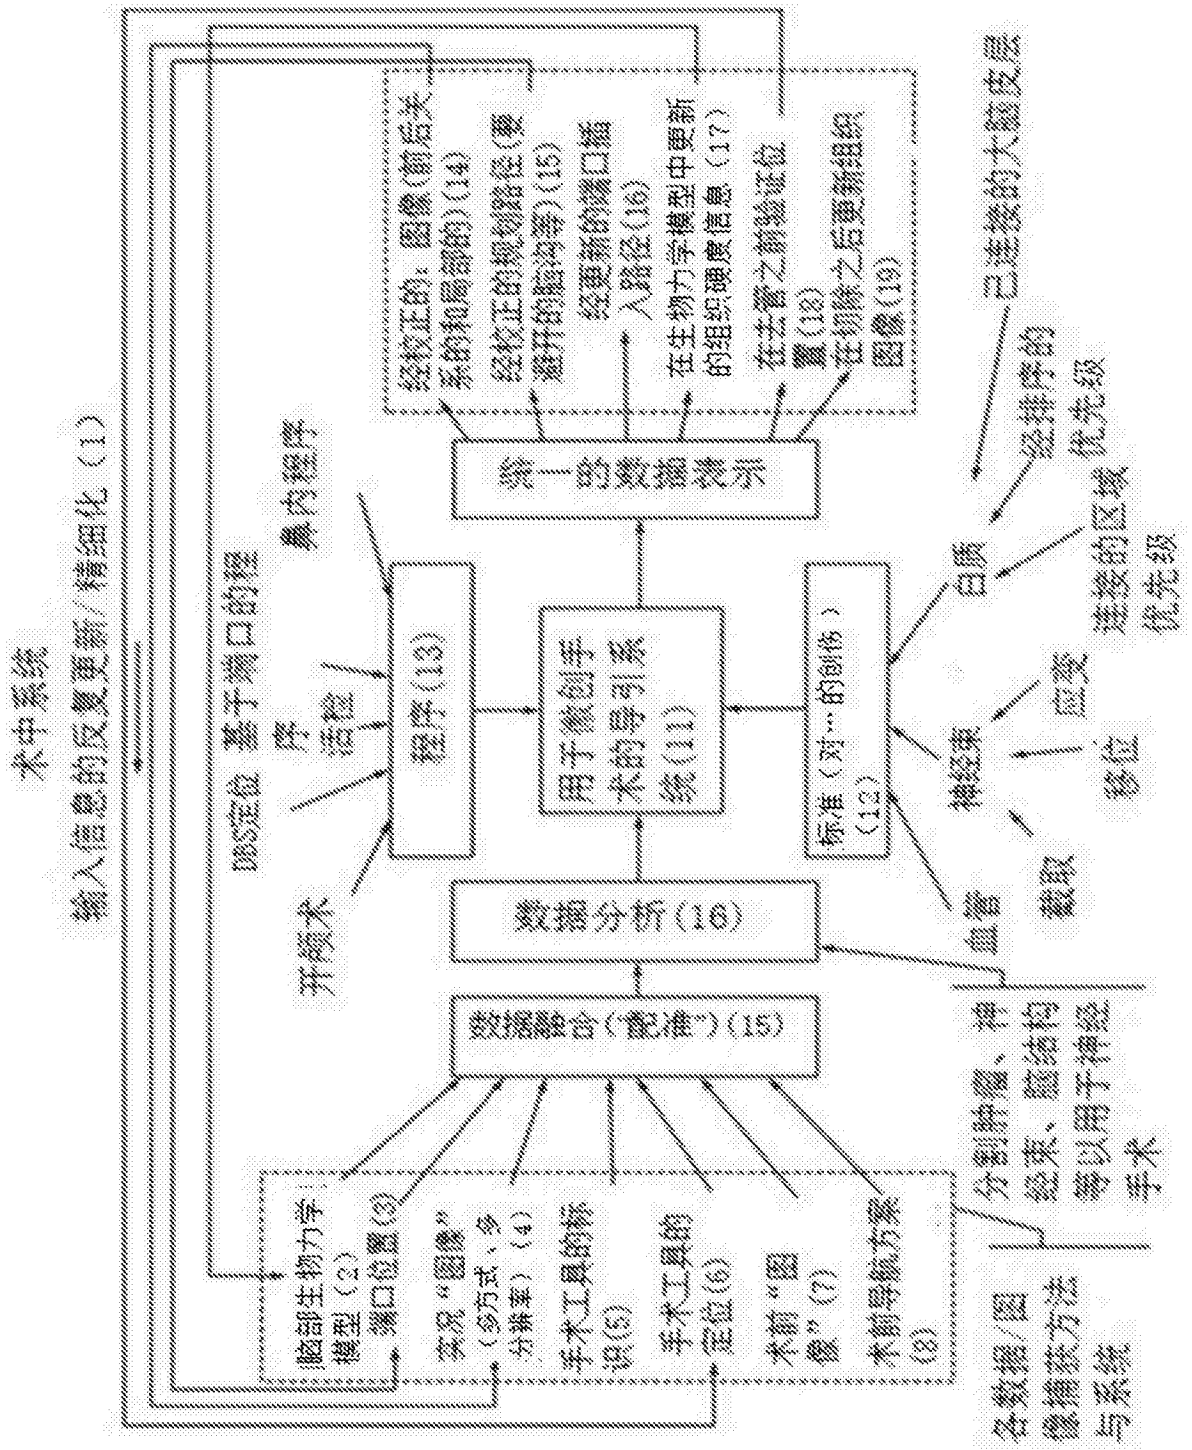 术中系统
输入信息的反复更新/精细化 (1)
脑部生物力学
模型 (2)
端口位置(3)
实况“图像”
(多方式、多
分辨率) (4)
手术工具的标
识(5)
手术工具的
定位(6)
术前“图
像” (7)
术前导航方案
(8)
各数据/图
像捕获方法
与系统
数据融合(“配准”) (15)
数据分析(16)
分割肿瘤、神
经束、脑结构
等以用于神经
手术
开颅术
DBS定位
活检
基于端口的程
序
鼻内程序
程序(13)
用于微创手
术的导引系
统(11)
标准 (对…的创伤)
(12)
血管
神经束
白质
截取
移位
应变
连接的区域
优先级
经排序的
优先级
已连接的大脑皮层
统一的数据表示
经校正的: 图像(前后关
系的和局部的)(14)
经校正的规划路径(要
避开的脑沟等)(15)
经更新的端口插
入路径(16)
在生物力学模型中更新
的组织硬度信息 (17)
在去管之前验证位
置(18)
在切除之后更新组织
图像(19)